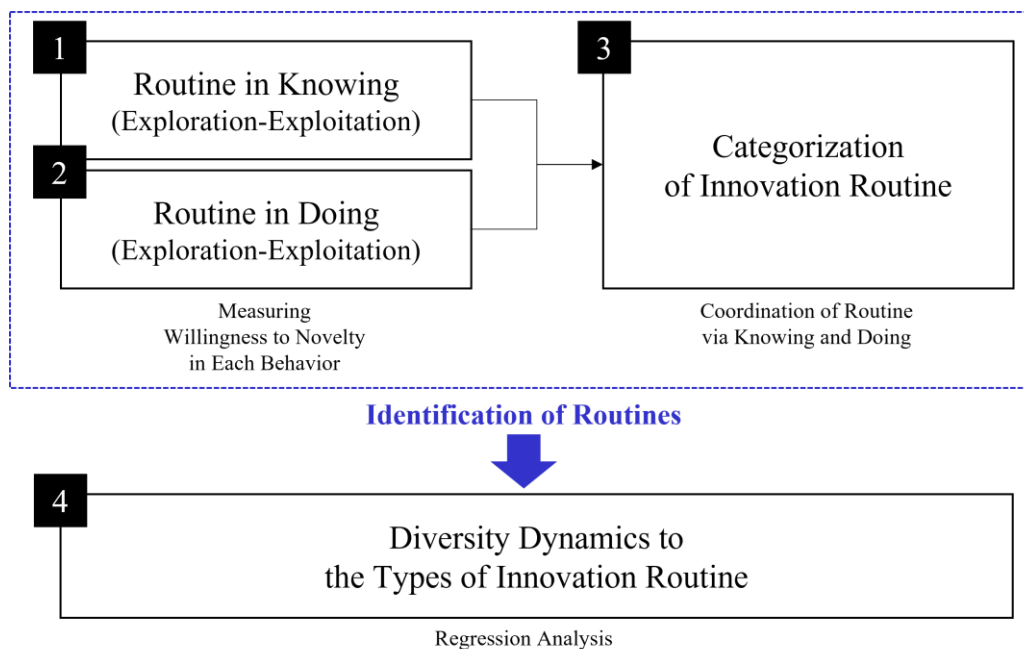 1
Routine in Knowing
(Exploration-Exploitation)
2
Routine in Doing
(Exploration-Exploitation)
Measuring
Willingness to Novelty
in Each Behavior
3
Categorization
of Innovation Routine
Coordination of Routine
via Knowing and Doing
Identification of Routines
4
Diversity Dynamics to
the Types of Innovation Routine
Regression Analysis